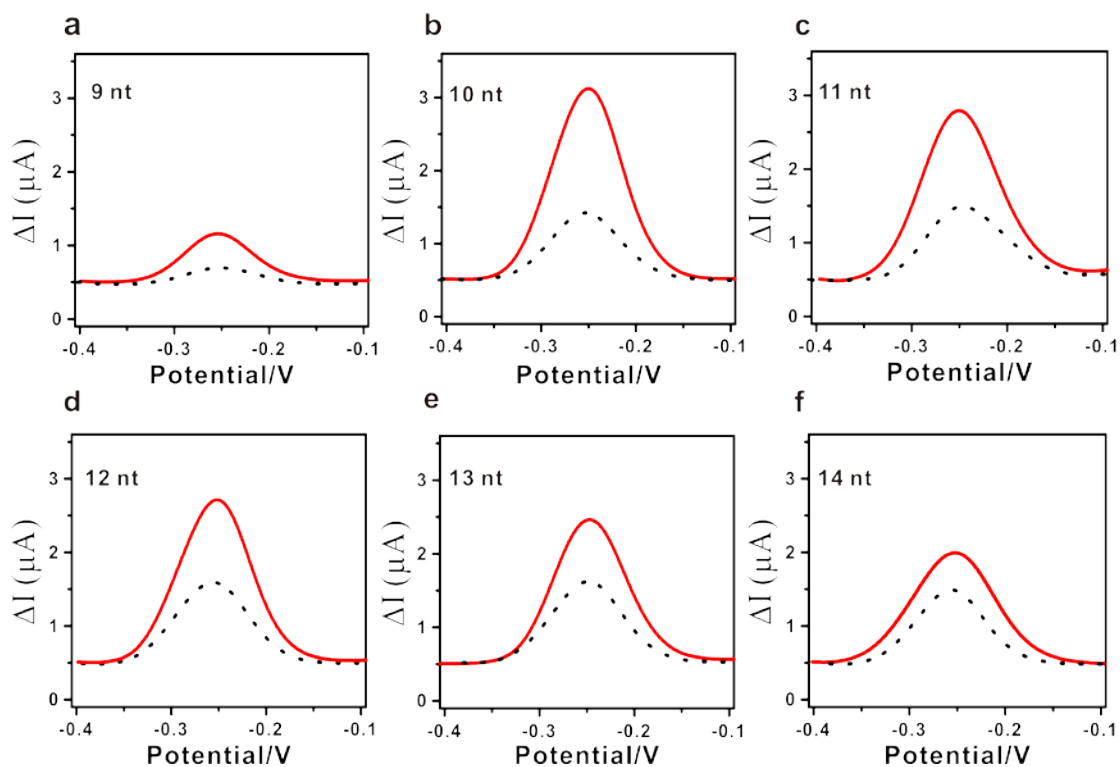 a
9 nt
3
2
1
0
ΔI (μA)
-0.4 -0.3 -0.2 -0.1
Potential/V
b
10 nt
3
2
1
0
ΔI (μA)
-0.4 -0.3 -0.2 -0.1
Potential/V
c
11 nt
3
2
1
0
ΔI (μA)
-0.4 -0.3 -0.2 -0.1
Potential/V
d
12 nt
3
2
1
0
ΔI (μA)
-0.4 -0.3 -0.2 -0.1
Potential/V
e
13 nt
3
2
1
0
ΔI (μA)
-0.4 -0.3 -0.2 -0.1
Potential/V
f
14 nt
3
2
1
0
ΔI (μA)
-0.4 -0.3 -0.2 -0.1
Potential/V